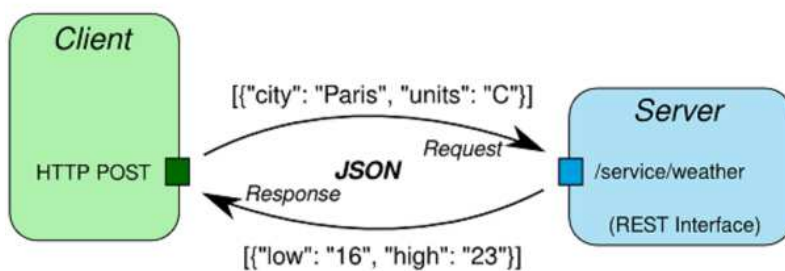 Client
[{"city": "Paris", "units": "C"}]
Server
Request
JSON
HTTP POST
/service/weather
Response
(REST Interface)
[{"low": "16", "high": "23"}]